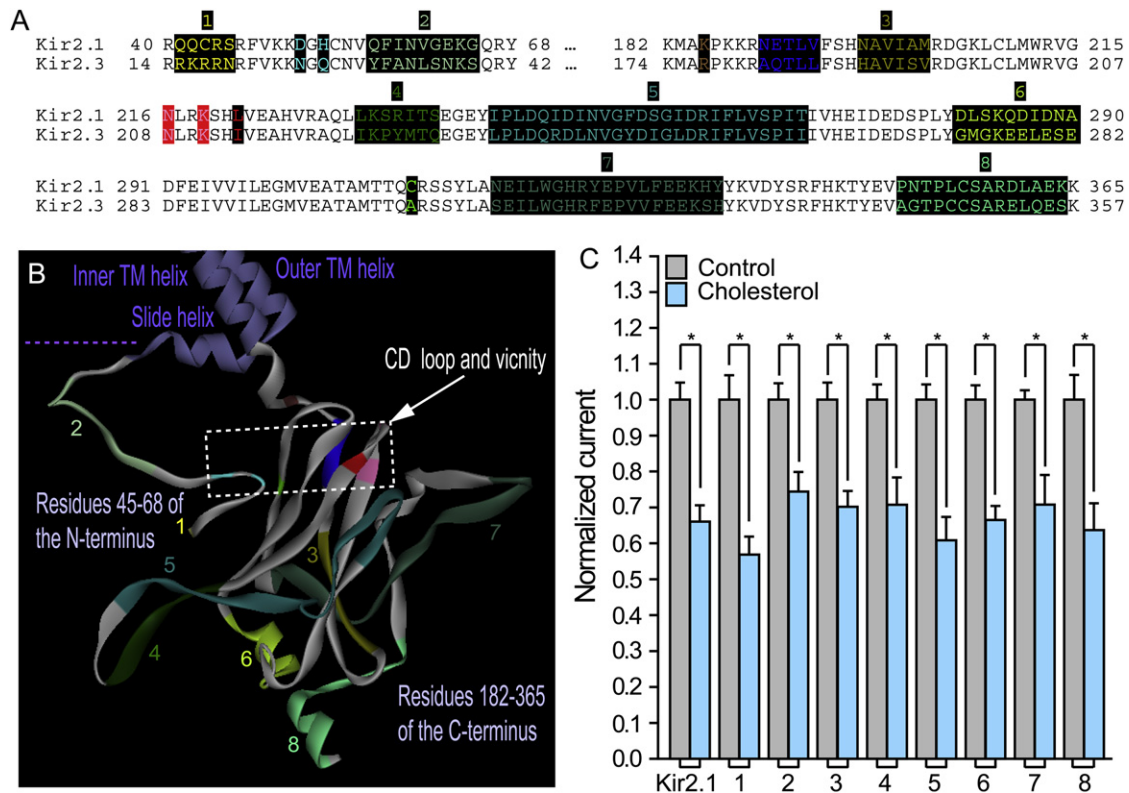 A
1 2 3
Kir2.1 40 RQQCRSRFVKKDGHCNVQFINVGEKGQRY 68 ... 182 KMAKPKKRNETLVFSHNAVIAMRDGKLCLMWRVG 215
Kir2.3 14 RRKRRNRFVKKNGQCNVYFANLSNKSQRY 42 ... 174 KMARPKKRAQTLLFSHHAVISVRDGKLCLMWRVG 207
4 5 6
Kir2.1 216 NLRKSHLVEAHVRAQLLKSRITSEGEYIPLDQIDINVGFDSGIDRIFLVSPITIVHEIDEDSPLYDLSKQDIDNA 290
Kir2.3 208 NLRKSHIVEAHVRAQLIKPYMTQEGEYLPLDQRDLNVGYDIGLDRIFLVSPIIIVHEIDEDSPLYGMGKEELESE 282
7 8
Kir2.1 291 DFEIVVILEGMVEATAMTTQCRSSYLANEILWGHRYEPVLFEEKHYYKVDYSRFHKTYEVPNTPLCSARDLAEKK 365
Kir2.3 283 DFEIVVILEGMVEATAMTTQARSSYLASEILWGHRFEPVVFEEKSHYKVDYSRFHKTYEVAGTPCCSARELQESK 357
B
Inner TM helix
Outer TM helix
Slide helix
CD loop and vicnity
2
Residues 45-68 of
the N-terminus
1
3
7
5
4
6
Residues 182-365
of the C-terminus
8
C
Control
Cholesterol
* * * * * * * * *
Normalized current
1.4
1.3
1.2
1.1
1.0
0.9
0.8
0.7
0.6
0.5
0.4
0.3
0.2
0.1
0.0
Kir2.1 1 2 3 4 5 6 7 8